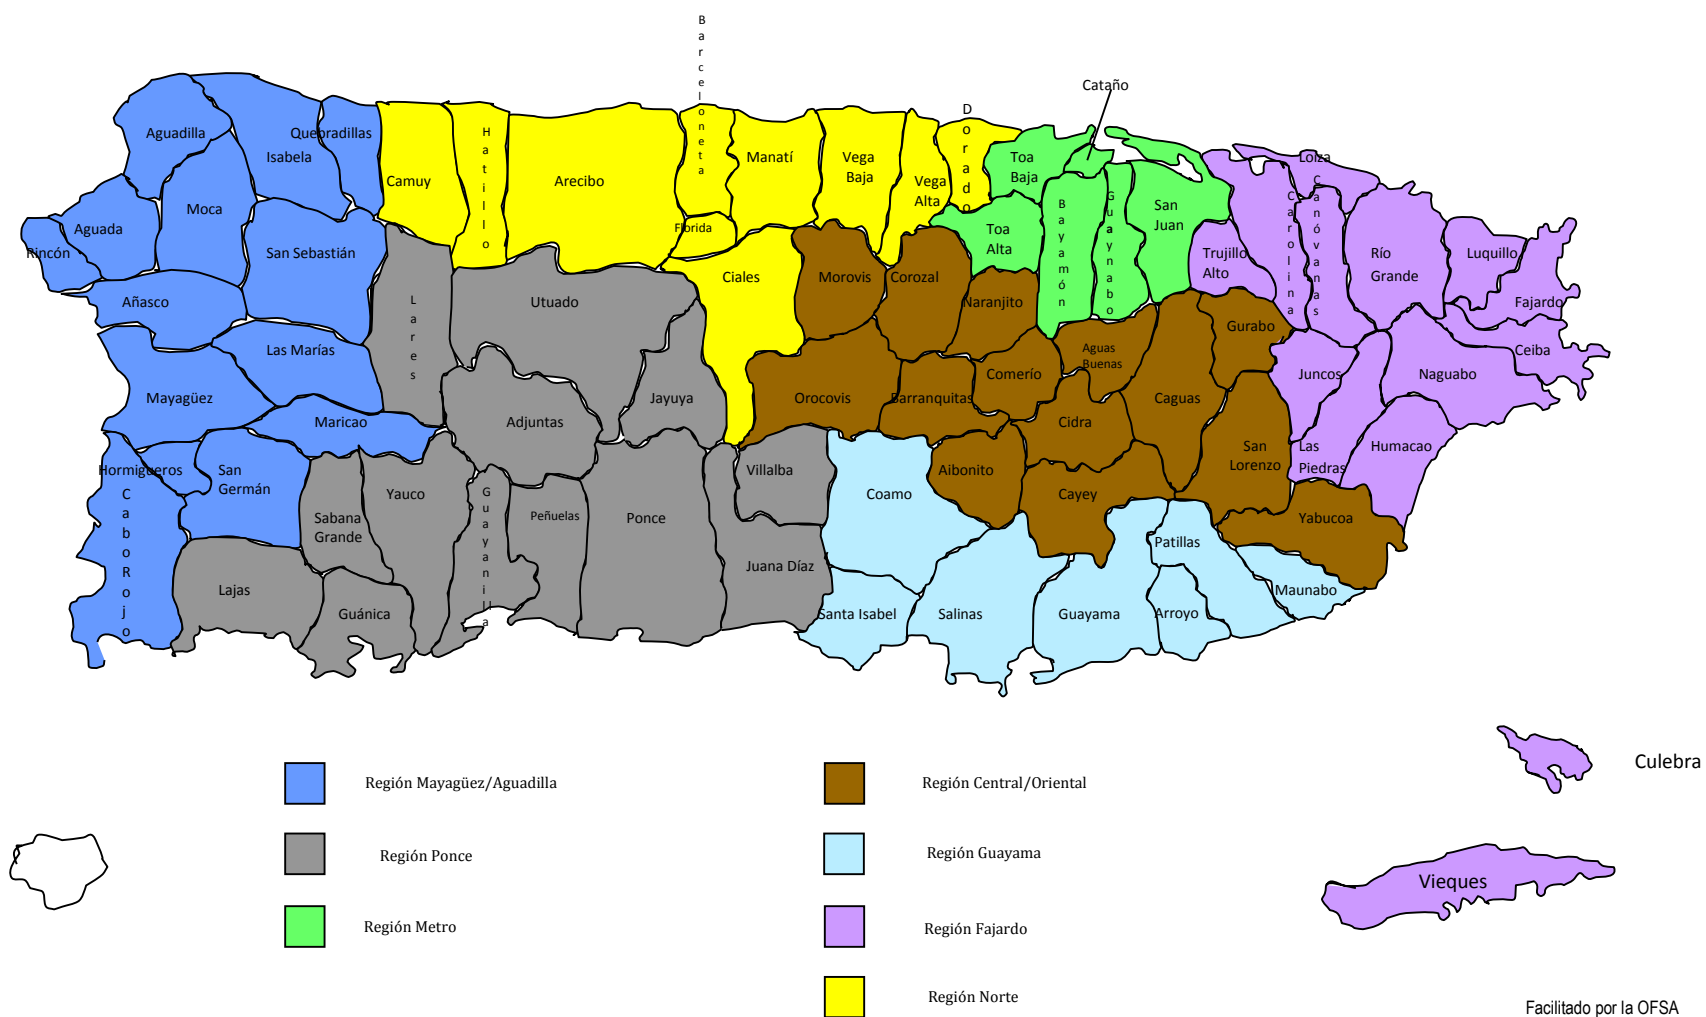 Barceloneta
Cataño
Dorado
Aguadilla
Quebradillas
Isabela
Hatillo
Manatí
Vega
Baja
Toa
Baja
Loiza
Camuy
Arecibo
Vega
Alta
Moca
Bayamón
Guaynabo
San
Juan
Carolina
Canóvanas
Aguada
Florida
Toa
Alta
Rincón
San Sebastián
Trujillo
Alto
Río
Grande
Luquillo
Ciales
Morovis
Corozal
Añasco
Lares
Utuado
Naranjito
Fajardo
Gurabo
Las Marías
Aguas
Buenas
Ceiba
Comerío
Juncos
Naguabo
Mayagüez
Jayuya
Orocovis
Barranquitas
Caguas
Maricao
Adjuntas
Cidra
San
Lorenzo
Las
Piedras
Humacao
Hormigueros
San
Germán
Villalba
Aibonito
Cabo Rojo
Yauco
Guayanilla
Coamo
Cayey
Sabana
Grande
Peñuelas
Ponce
Yabucoa
Patillas
Juana Díaz
Lajas
Maunabo
Guánica
Santa Isabel
Salinas
Guayama
Arroyo
Culebra
Región Mayagüez/Aguadilla
Región Central/Oriental
Región Ponce
Región Guayama
Vieques
Región Metro
Región Fajardo
Región Norte
Facilitado por la OFSA